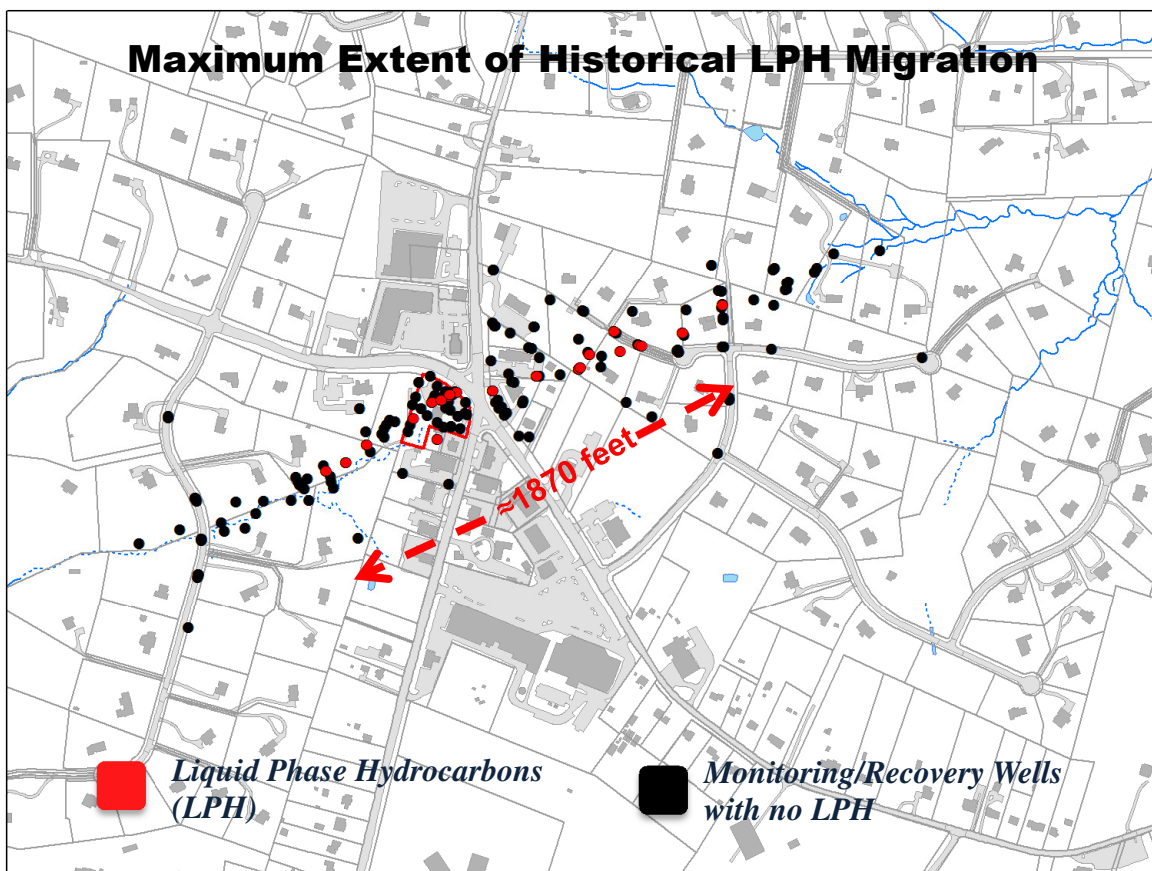 Maximum Extent of Historical LPH Migration
≈1870 feet
Liquid Phase Hydrocarbons
(LPH)
Monitoring/Recovery Wells
with no LPH